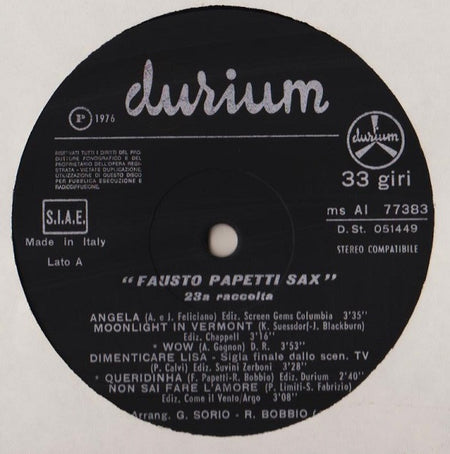 durium
P 1976
RISERVATI TUTTI I DIRITTI DEL PRO-
DUTTORE FONOGRAFICO E DEL
PROPRIETARIO DELL'OPERA REGI-
STRATA - VIETATE DUPLICAZIONE,
UTILIZZAZIONE DI QUESTO DISCO
PER PUBBLICA ESECUZIONE E
RADIODIFFUSIONE.
durium
33 giri
ms AI 77383
D. St. 051449
STEREO COMPATIBILE
S.I.A.E.
Made in Italy
Lato A
"FAUSTO PAPETTI SAX"
23a raccolta
ANGELA (A. e J. Feliciano) Ediz. Screen Gems Columbia 3'35"
MOONLIGHT IN VERMONT (K. Suessdorf-J. Blackburn)
Ediz. Chappell 3'16"
* WOW (A. Gagnon) D. R. 3'53"
DIMENTICARE LISA - Sigla finale dallo scen. TV
(P. Calvi) Ediz. Suvini Zerboni 3'28"
* QUERIDINHA (F. Papetti-R. Bobbio) Ediz. Durium 2'40"
NON SAI FARE L'AMORE (P. Limiti-S. Fabrizio)
Ediz. Come il Vento/Argo 3'08"
Arrang. G. SORIO - R. BOBBIO (